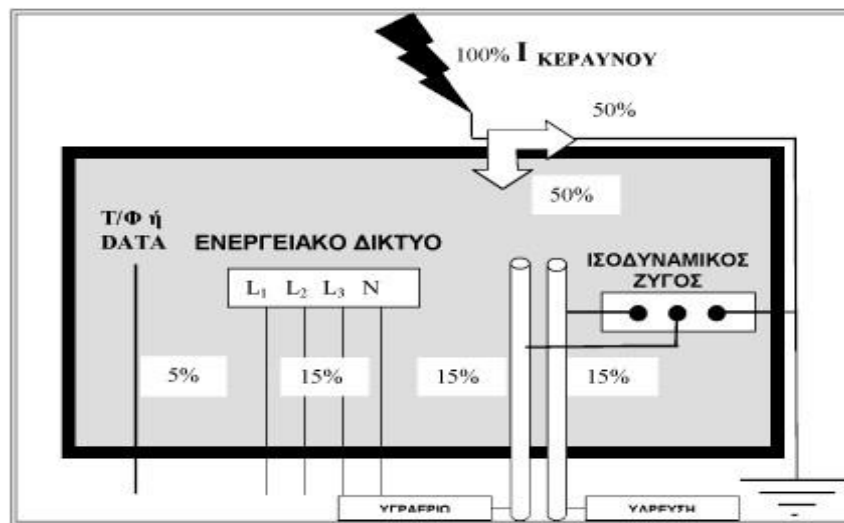 100% I ΚΕΡΑΥΝΟΥ
50%
50%
Τ/Φ ή
DATA
ΕΝΕΡΓΕΙΑΚΟ ΔΙΚΤΥΟ
ΙΣΟΔΥΝΑΜΙΚΟΣ
ΖΥΓΟΣ
L1 L2 L3 N
5%
15%
15%
15%
ΥΓΡΑΕΡΙΟ
ΥΔΡΕΥΣΗ